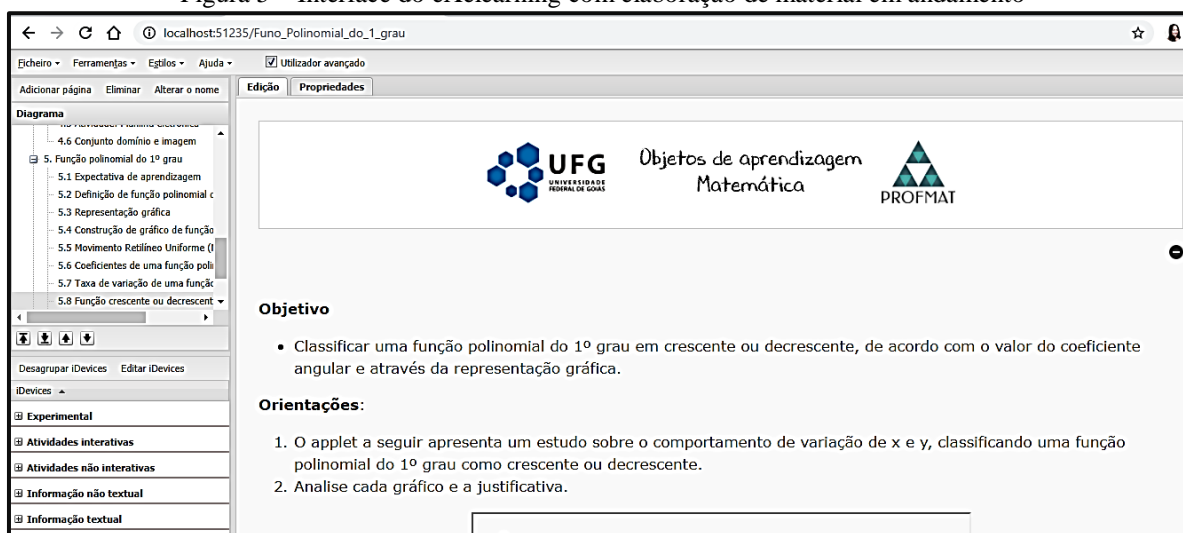 Figura 3 – Interface do eXelearning com elaboração de material em andamento
localhost:51235/Funo_Polinomial_do_1_grau
Ficheiro Ferramentas Estilos Ajuda Utilizador avançado
Adicionar página Eliminar Alterar o nome
Edição Propriedades
Diagrama
4.6 Conjunto domínio e imagem
5. Função polinomial do 1º grau
5.1 Expectativa de aprendizagem
5.2 Definição de função polinomial
5.3 Representação gráfica
5.4 Construção de gráfico de função
5.5 Movimento Retilíneo Uniforme
5.6 Coeficientes de uma função
5.7 Taxa de variação de uma função
5.8 Função crescente ou decrescent
Desagrupar iDevices Editar iDevices
iDevices
Experimental
Atividades interativas
Atividades não interativas
Informação não textual
Informação textual
UFG
UNIVERSIDADE
FEDERAL DE GOIÁS
Objetos de aprendizagem
Matemática
PROFMAT
Objetivo
• Classificar uma função polinomial do 1º grau em crescente ou decrescente, de acordo com o valor do coeficiente
angular e através da representação gráfica.
Orientações:
1. O applet a seguir apresenta um estudo sobre o comportamento de variação de x e y, classificando uma função
polinomial do 1º grau como crescente ou decrescente.
2. Analise cada gráfico e a justificativa.